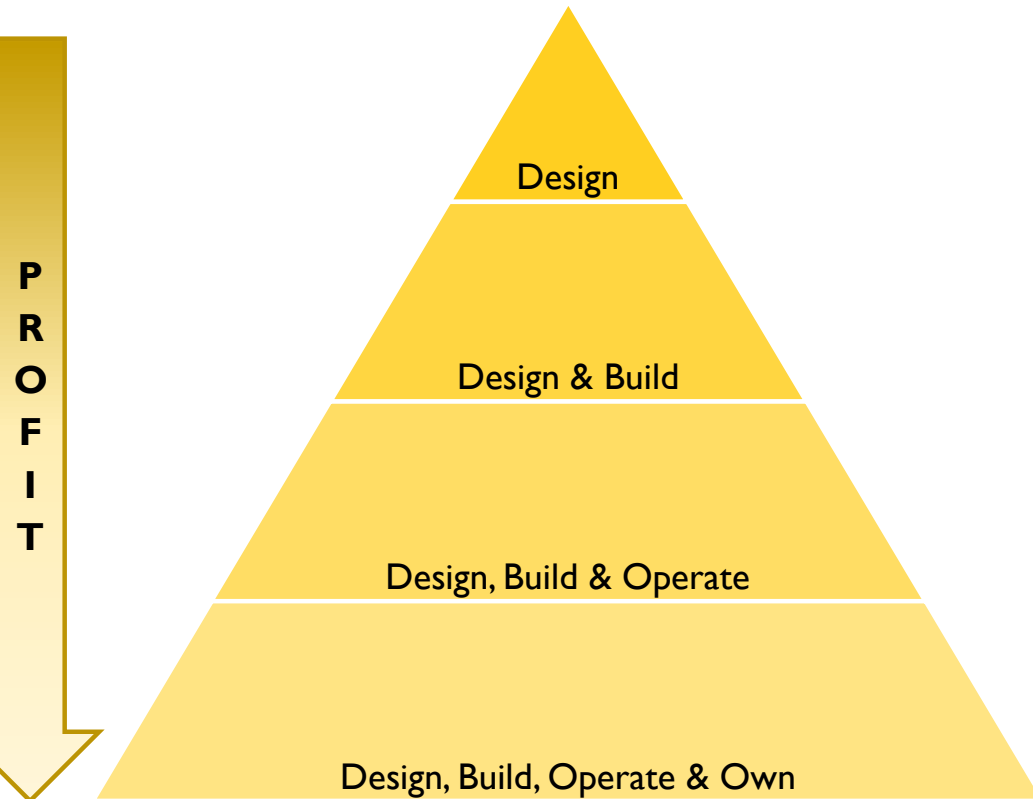 P
R
O
F
I
T
Design
Design & Build
Design, Build & Operate
Design, Build, Operate & Own